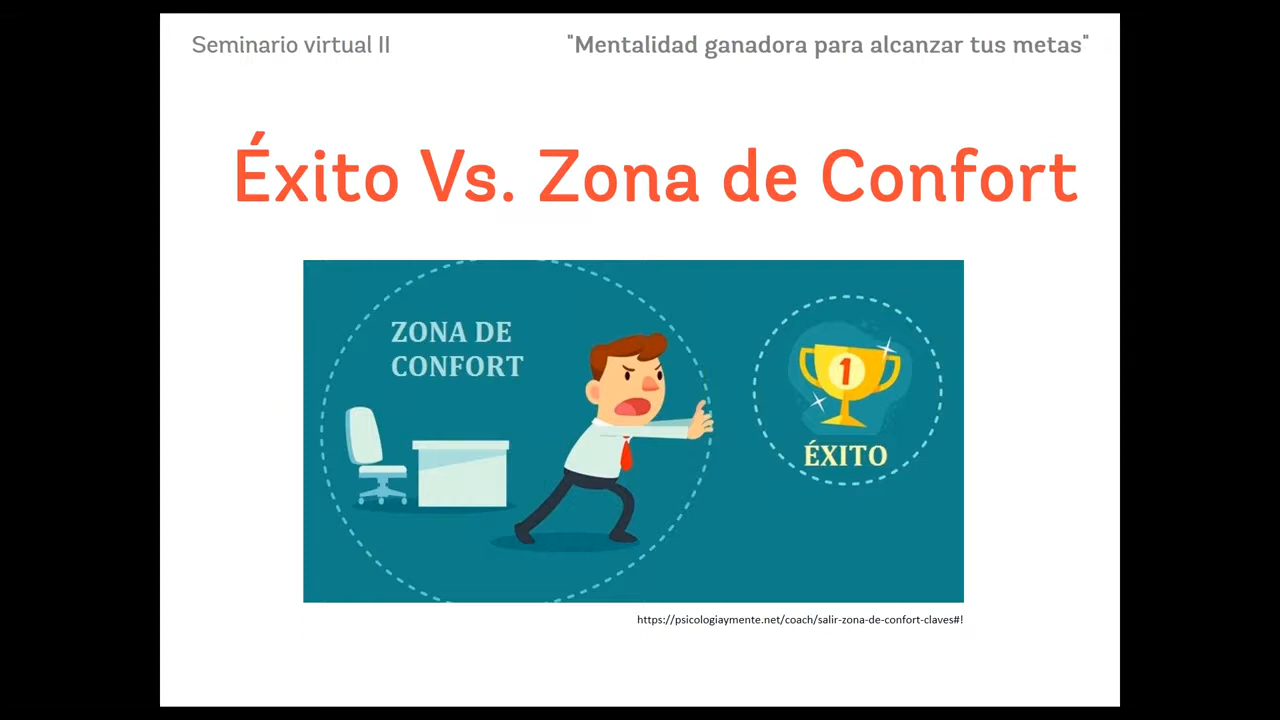 Seminario virtual II
"Mentalidad ganadora para alcanzar tus metas"
Éxito Vs. Zona de Confort
ZONA DE
CONFORT
1
ÉXITO
https://psicologiaymente.net/coach/salir-zona-de-confort-claves#!